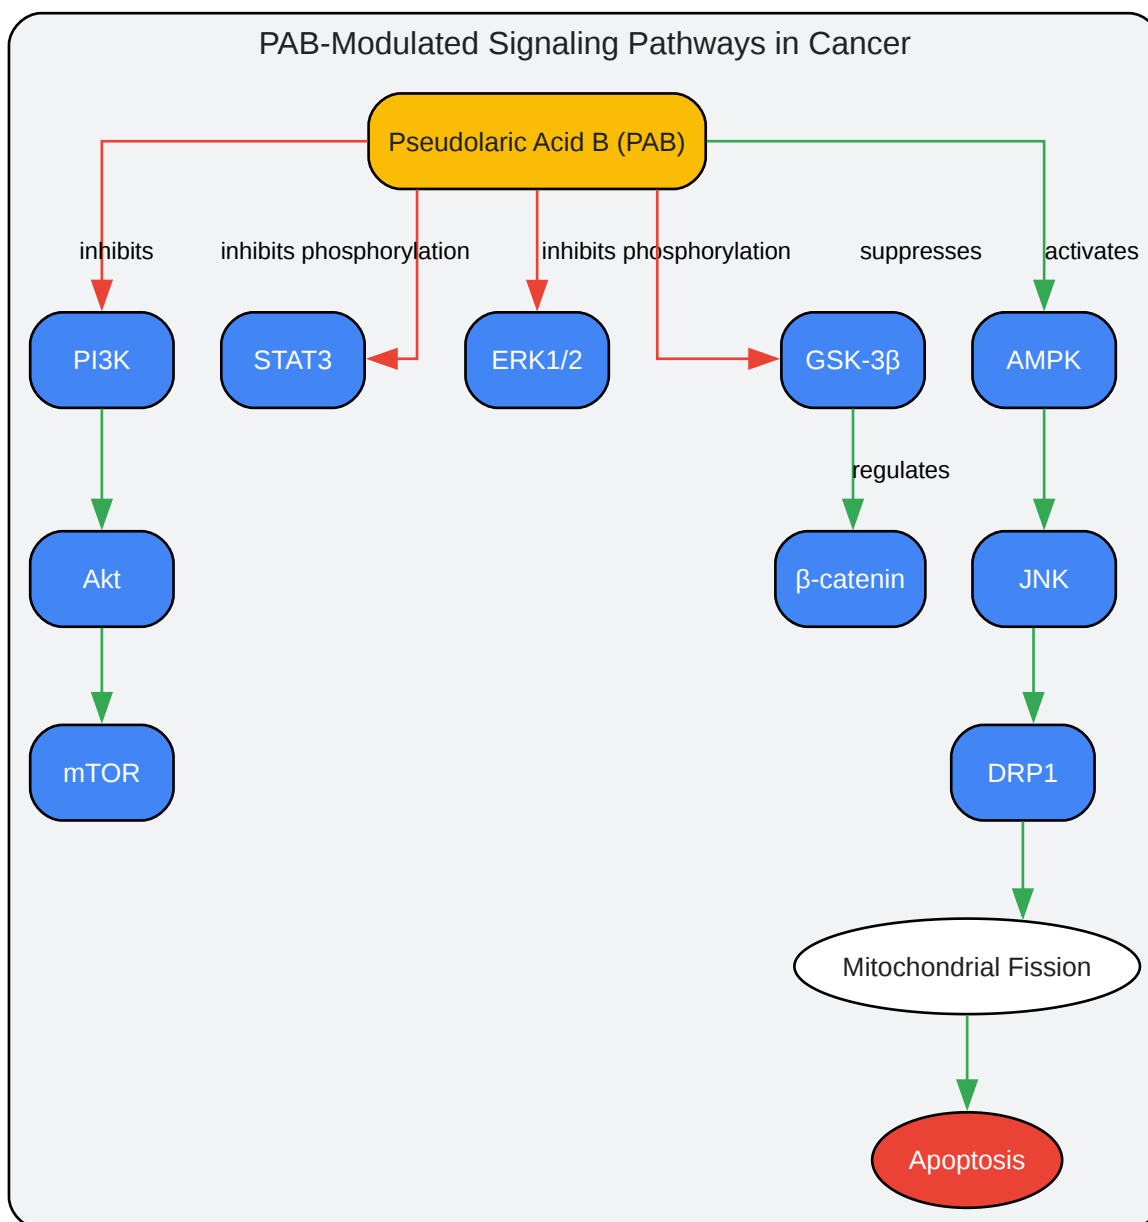 PAB-Modulated Signaling Pathways in Cancer
Pseudolaric Acid B (PAB)
inhibits
inhibits phosphorylation
inhibits phosphorylation
suppresses
activates
PI3K
STAT3
ERK1/2
GSK-3β
AMPK
regulates
Akt
β-catenin
JNK
mTOR
DRP1
Mitochondrial Fission
Apoptosis